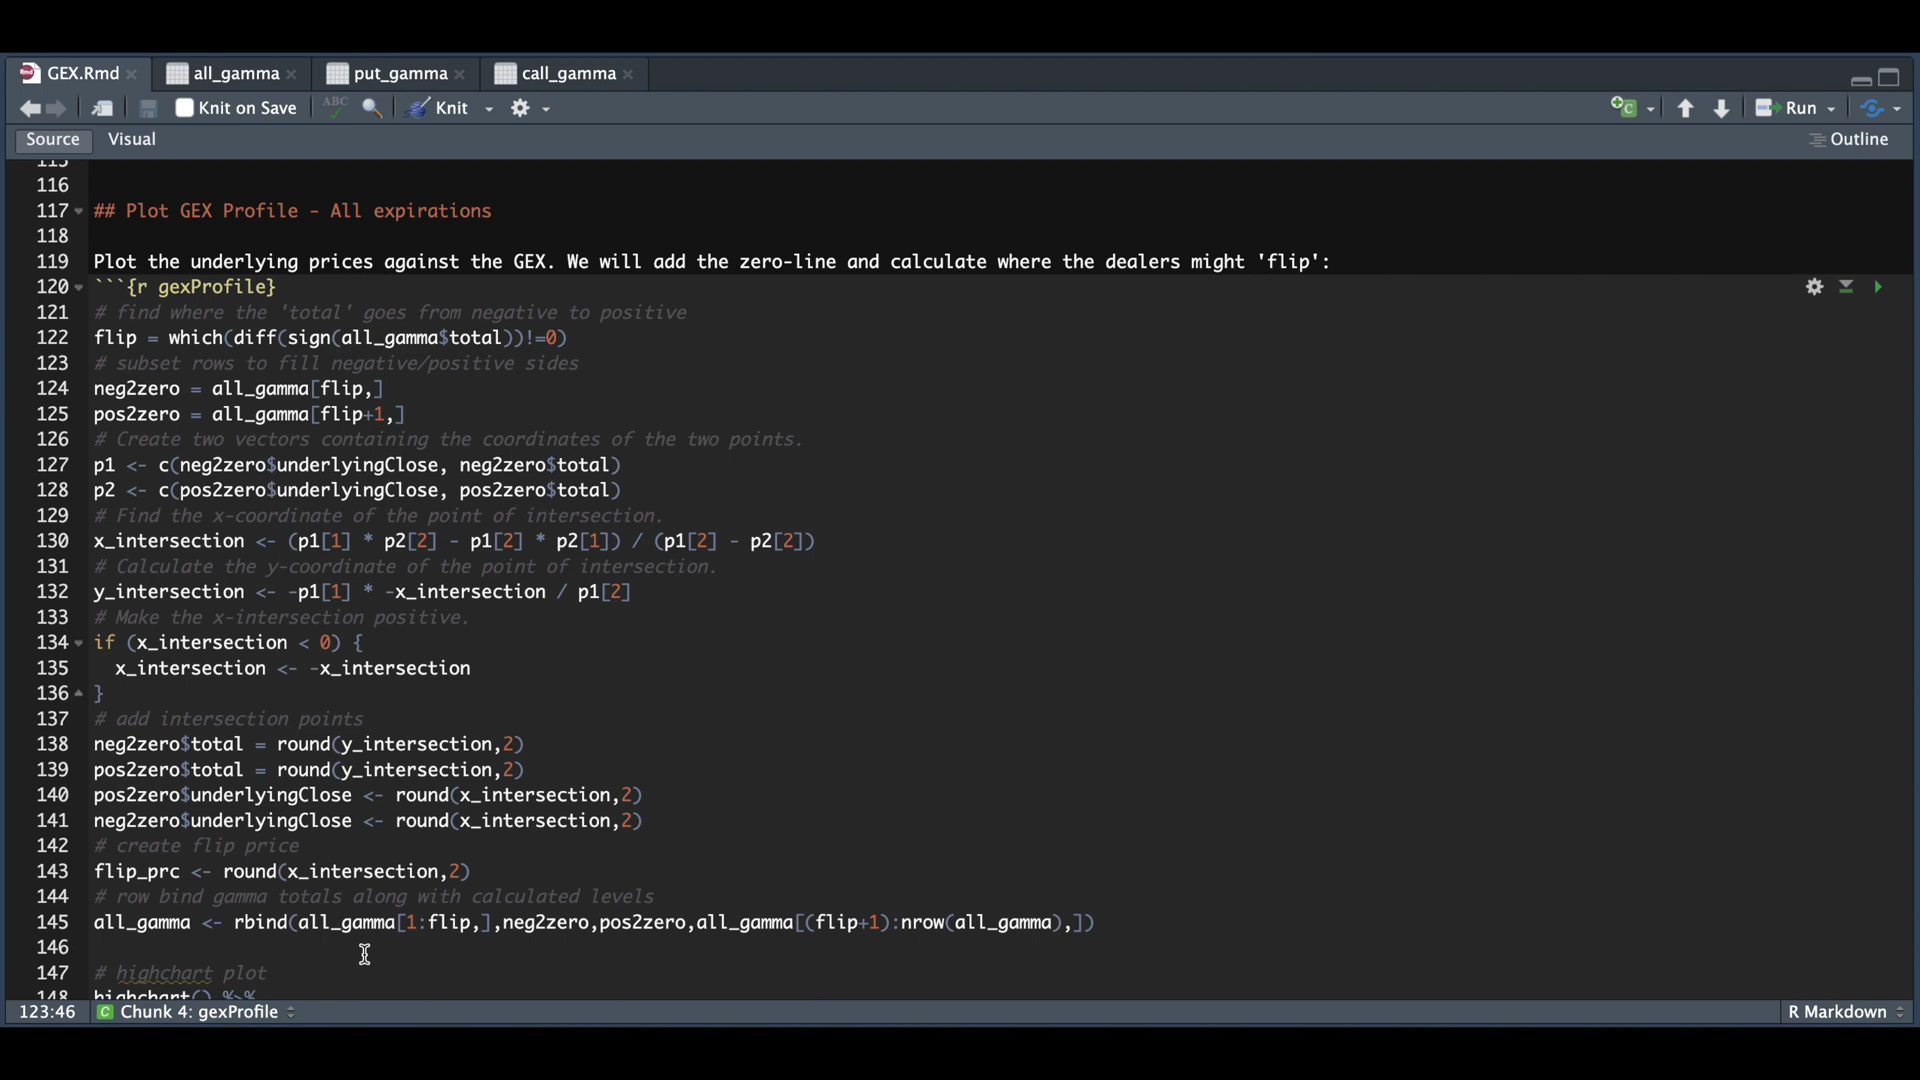 GEX.Rmd
all_gamma
put_gamma
call_gamma
Knit on Save
ABC
Knit
Run
Source
Visual
Outline
115
116
117 ## Plot GEX Profile - All expirations
118
119 Plot the underlying prices against the GEX. We will add the zero-line and calculate where the dealers might 'flip':
120 ```{r gexProfile}
121 # find where the 'total' goes from negative to positive
122 flip = which(diff(sign(all_gamma$total))!=0)
123 # subset rows to fill negative/positive sides
124 neg2zero = all_gamma[flip,]
125 pos2zero = all_gamma[flip+1,]
126 # Create two vectors containing the coordinates of the two points.
127 p1 <- c(neg2zero$underlyingClose, neg2zero$total)
128 p2 <- c(pos2zero$underlyingClose, pos2zero$total)
129 # Find the x-coordinate of the point of intersection.
130 x_intersection <- (p1[1] * p2[2] - p1[2] * p2[1]) / (p1[2] - p2[2])
131 # Calculate the y-coordinate of the point of intersection.
132 y_intersection <- -p1[1] * -x_intersection / p1[2]
133 # Make the x-intersection positive.
134 if (x_intersection < 0) {
135 x_intersection <- -x_intersection
136 }
137 # add intersection points
138 neg2zero$total = round(y_intersection,2)
139 pos2zero$total = round(y_intersection,2)
140 pos2zero$underlyingClose <- round(x_intersection,2)
141 neg2zero$underlyingClose <- round(x_intersection,2)
142 # create flip price
143 flip_prc <- round(x_intersection,2)
144 # row bind gamma totals along with calculated levels
145 all_gamma <- rbind(all_gamma[1:flip,],neg2zero,pos2zero,all_gamma[(flip+1):nrow(all_gamma),])
146
147 # highchart plot
148 highchart() %>%
123:46
C Chunk 4: gexProfile
R Markdown